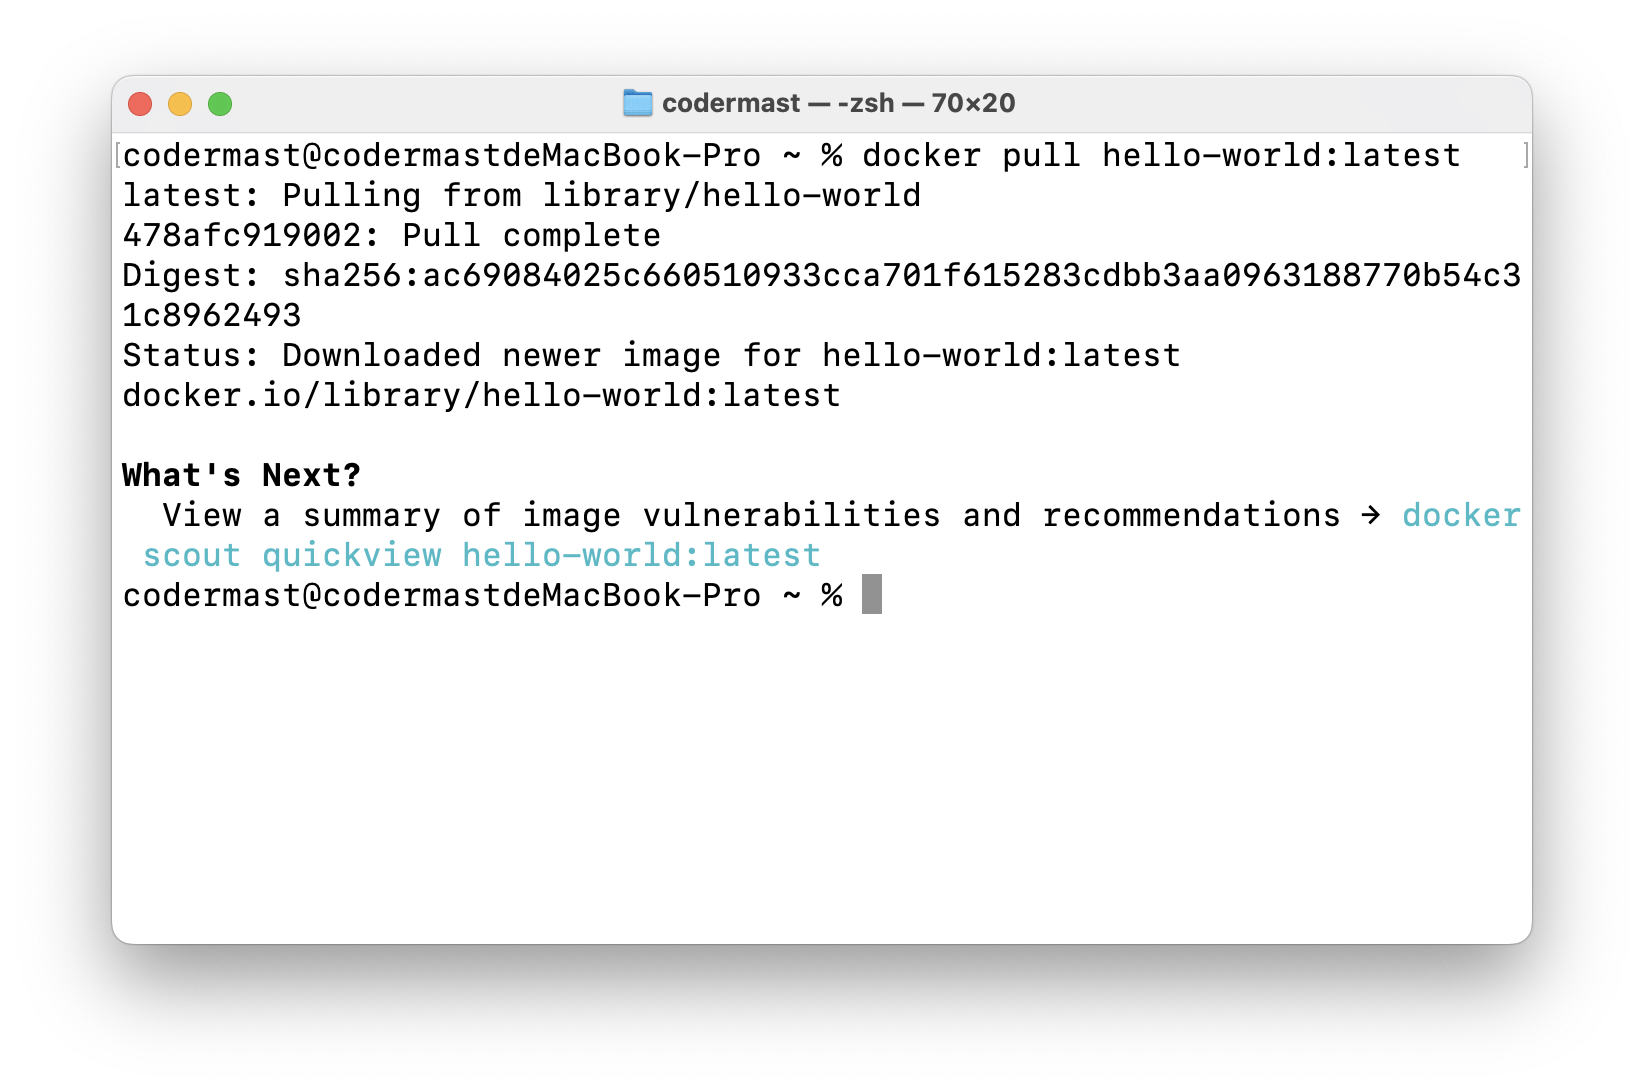 codermast — -zsh — 70×20
[codermast@codermastdeMacBook-Pro ~ % docker pull hello-world:latest ]
latest: Pulling from library/hello-world
478afc919002: Pull complete
Digest: sha256:ac69084025c660510933cca701f615283cdbb3aa0963188770b54c3
1c8962493
Status: Downloaded newer image for hello-world:latest
docker.io/library/hello-world:latest
What's Next?
View a summary of image vulnerabilities and recommendations → docker
scout quickview hello-world:latest
codermast@codermastdeMacBook-Pro ~ %